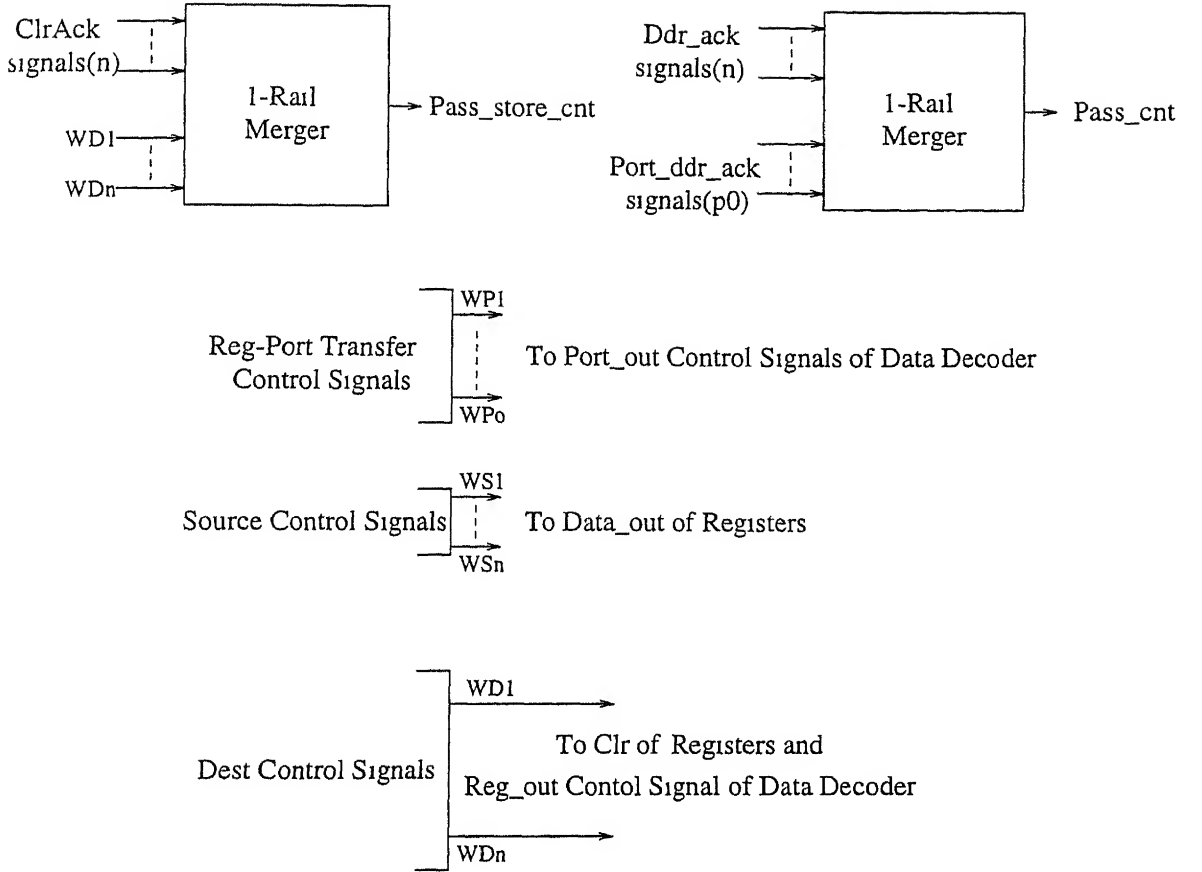 ClrAck
signals(n)
WD1
WDn
1-Rail
Merger
Pass_store_cnt
Ddr_ack
signals(n)
Port_ddr_ack
signals(p0)
1-Rail
Merger
Pass_cnt
Reg-Port Transfer
Control Signals
WP1
WPo
To Port_out Control Signals of Data Decoder
Source Control Signals
WS1
WSn
To Data_out of Registers
Dest Control Signals
WD1
WDn
To Clr of Registers and
Reg_out Contol Signal of Data Decoder